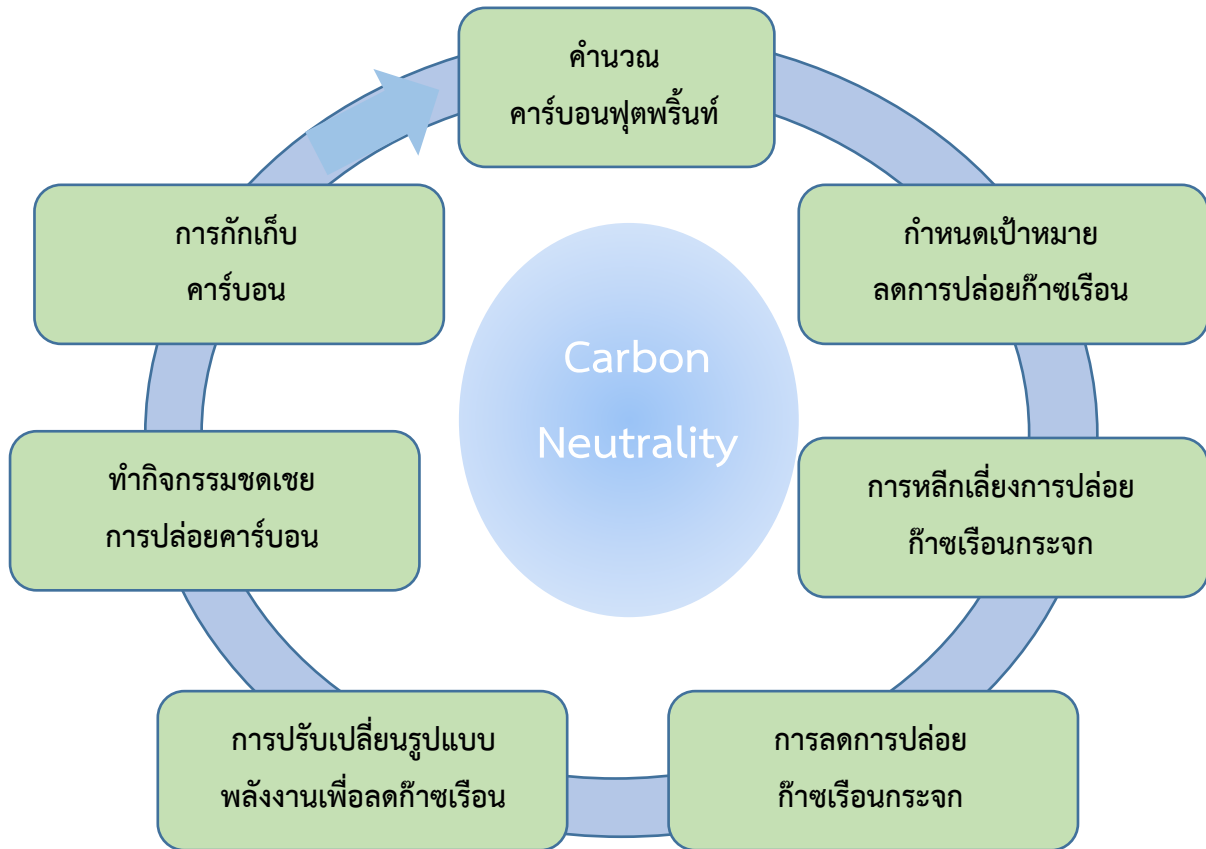 คำนวณ
คาร์บอนฟุตพริ้นท์
กำหนดเป้าหมาย
ลดการปล่อยก๊าซเรือน
การหลีกเลี่ยงการปล่อย
ก๊าซเรือนกระจก
การลดการปล่อย
ก๊าซเรือนกระจก
การปรับเปลี่ยนรูปแบบ
พลังงานเพื่อลดก๊าซเรือน
ทำกิจกรรมชดเชย
การปล่อยคาร์บอน
การกักเก็บ
คาร์บอน
Carbon
Neutrality